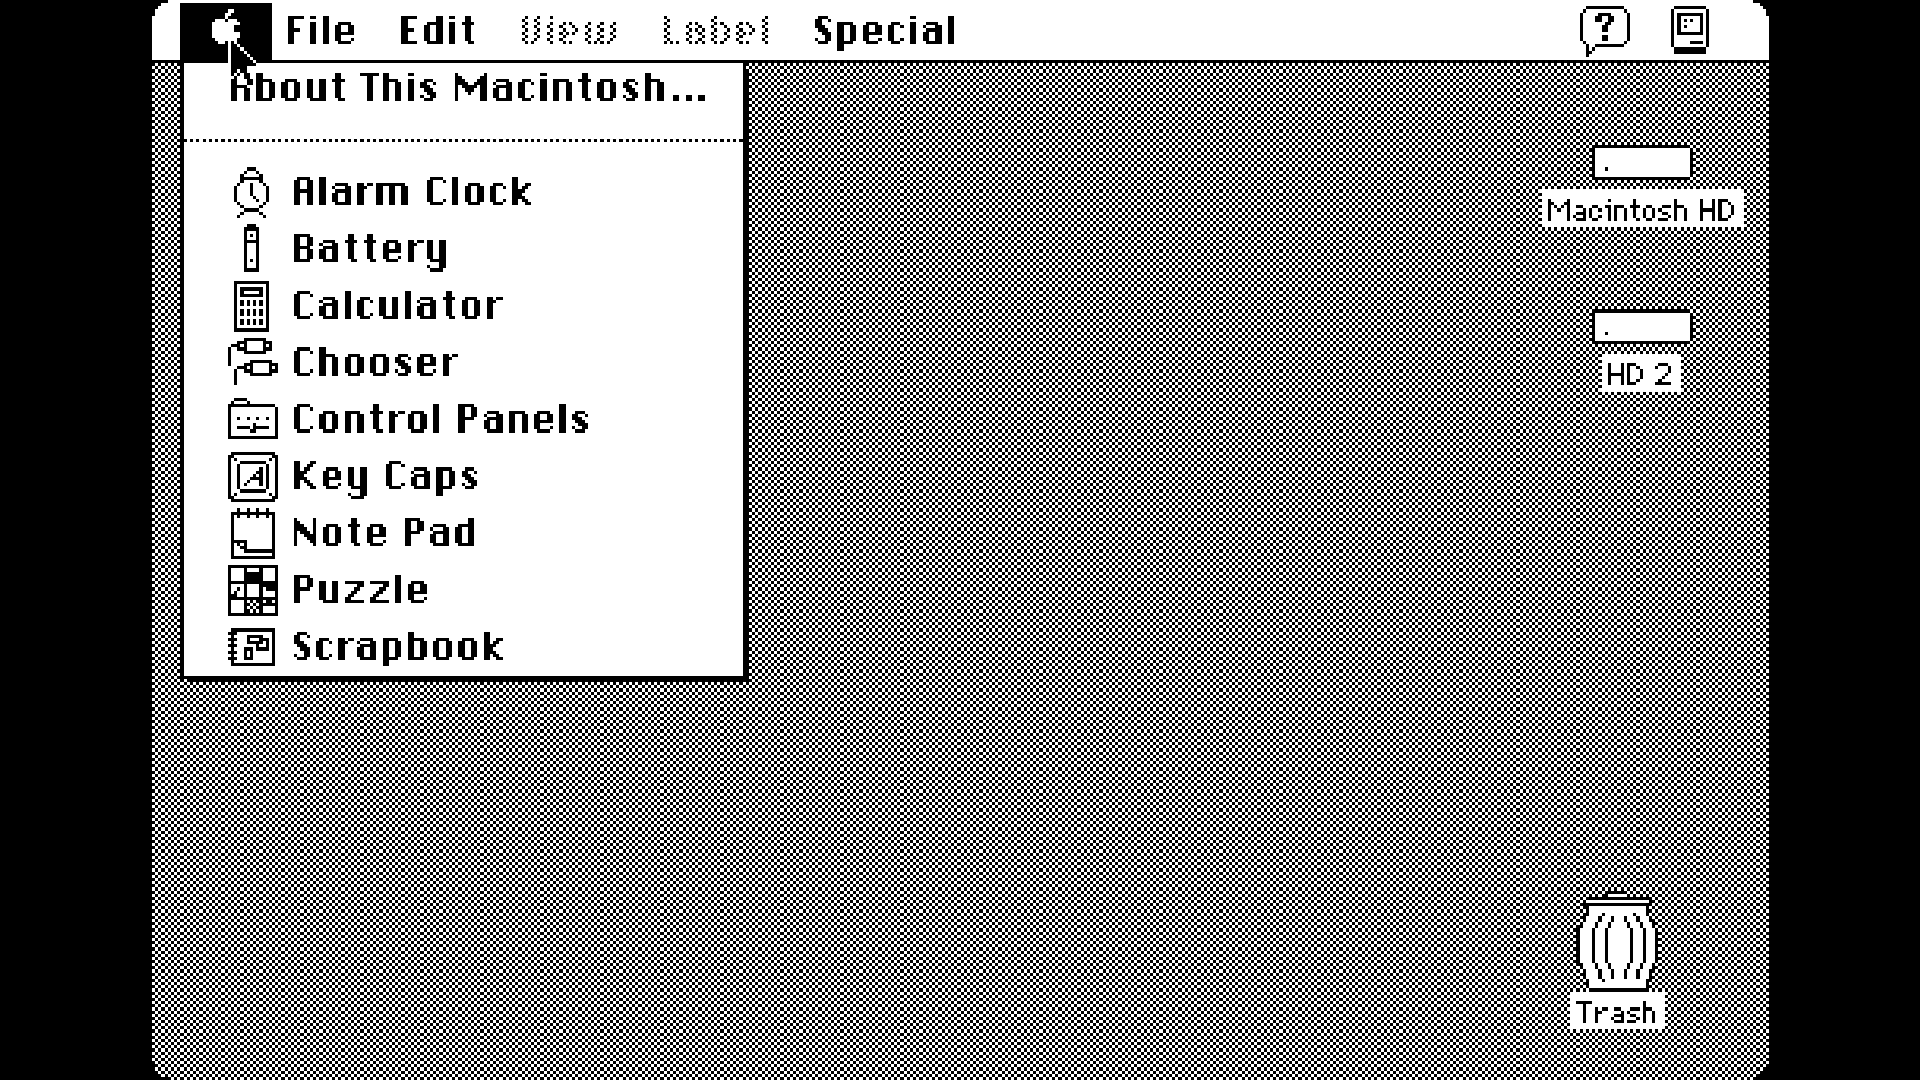 File Edit View Label Special ?
About This Macintosh...
Alarm Clock
Battery
Calculator
Chooser
Control Panels
Key Caps
Note Pad
Puzzle
Scrapbook
Macintosh HD
HD 2
Trash